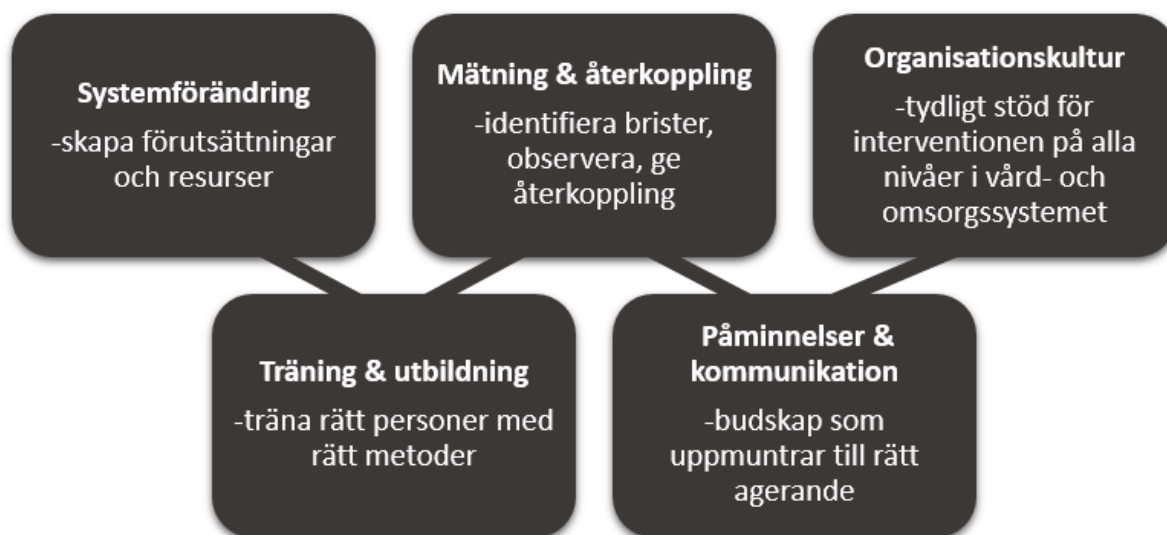 Systemförändring
-skapa förutsättningar
och resurser
Träning & utbildning
-träna rätt personer med
rätt metoder
Mätning & återkoppling
-identifiera brister,
observera, ge
återkoppling
Påminnelser &
kommunikation
-budskap som
uppmuntrar till rätt
agerande
Organisationskultur
-tydligt stöd för
interventionen på alla
nivåer i vård- och
omsorgssystemet